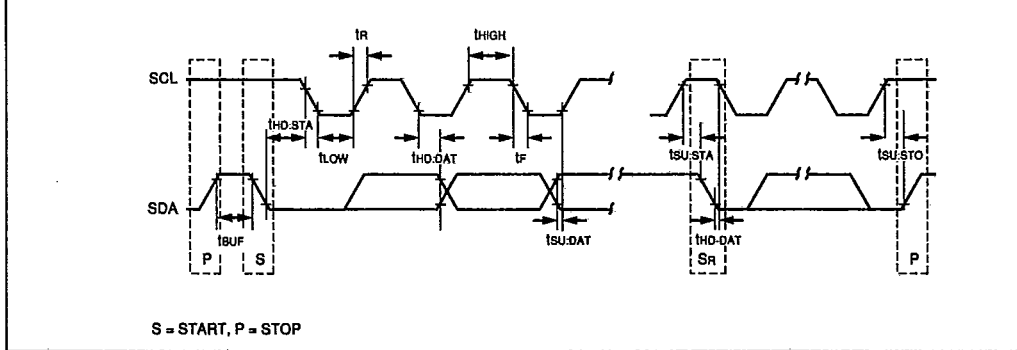 tR
tHIGH
SCL
tHD:STA
tLOW
tHD:DAT
tF
tSU:STA
tSU:STO
SDA
tBUF
tSU:DAT
tHD-DAT
P
S
SR
P
S = START, P = STOP